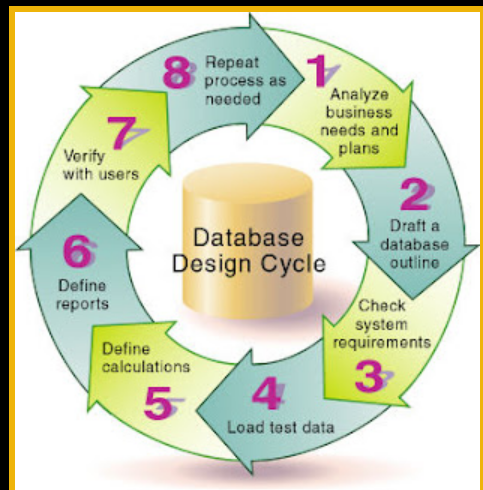 1
Analyze
business
needs and
plans
2
Draft a
database
outline
Check
system
requirements
3
4
Load test data
Define
calculations
5
6
Define
reports
7
Verify
with users
8
Repeat
process as
needed
Database
Design Cycle